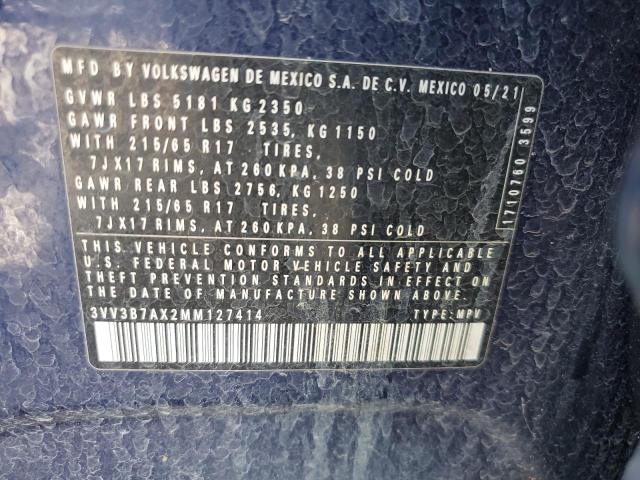 MFD BY VOLKSWAGEN DE MEXICO S.A. DE C.V. MEXICO 05/21
GVWR LBS 5181 KG 2350
GAWR FRONT LBS 2535, KG 1150
WITH 215/65 R17 TIRES,
7JX17 RIMS, AT 260 KPA, 38 PSI COLD
GAWR REAR LBS 2756, KG 1250
WITH 215/65 R17 TIRES,
7JX17 RIMS, AT 260 KPA, 38 PSI COLD
1710760 3599
THIS VEHICLE CONFORMS TO ALL APPLICABLE
U.S. FEDERAL MOTOR VEHICLE SAFETY AND
THEFT PREVENTION STANDARDS IN EFFECT ON THE
DATE OF MANUFACTURE SHOWN ABOVE.
3VV3B7AX2MM127414 TYPE: MPV